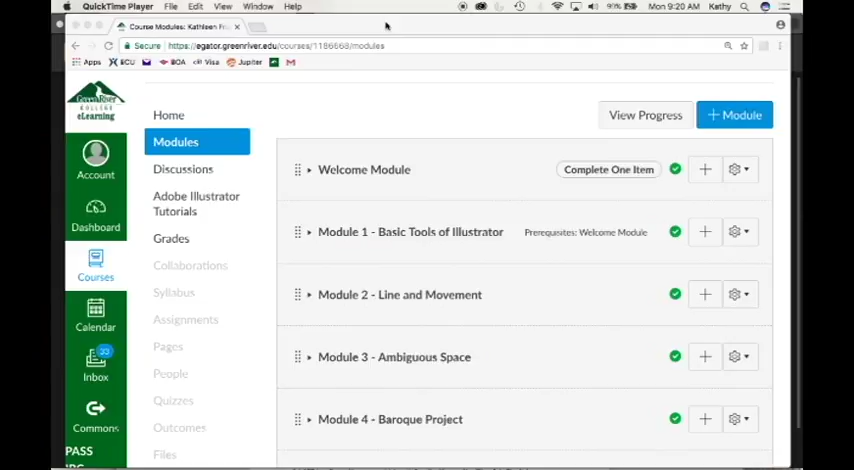 QuickTime Player File Edit View Window Help Mon 9:20 AM Kathy
Course Modules: Kathleen
Secure https://egator.greenriver.edu/courses/1186668/modules
Apps ECU BOA Visa Jupiter
Green River
COLLEGE
eLearning
Account
Dashboard
Courses
Calendar
33
Inbox
Commons
PASS
Home
Modules
Discussions
Adobe Illustrator
Tutorials
Grades
Collaborations
Syllabus
Assignments
Pages
People
Quizzes
Outcomes
Files
View Progress + Module
Welcome Module Complete One Item
Module 1 - Basic Tools of Illustrator Prerequisites: Welcome Module
Module 2 - Line and Movement
Module 3 - Ambiguous Space
Module 4 - Baroque Project